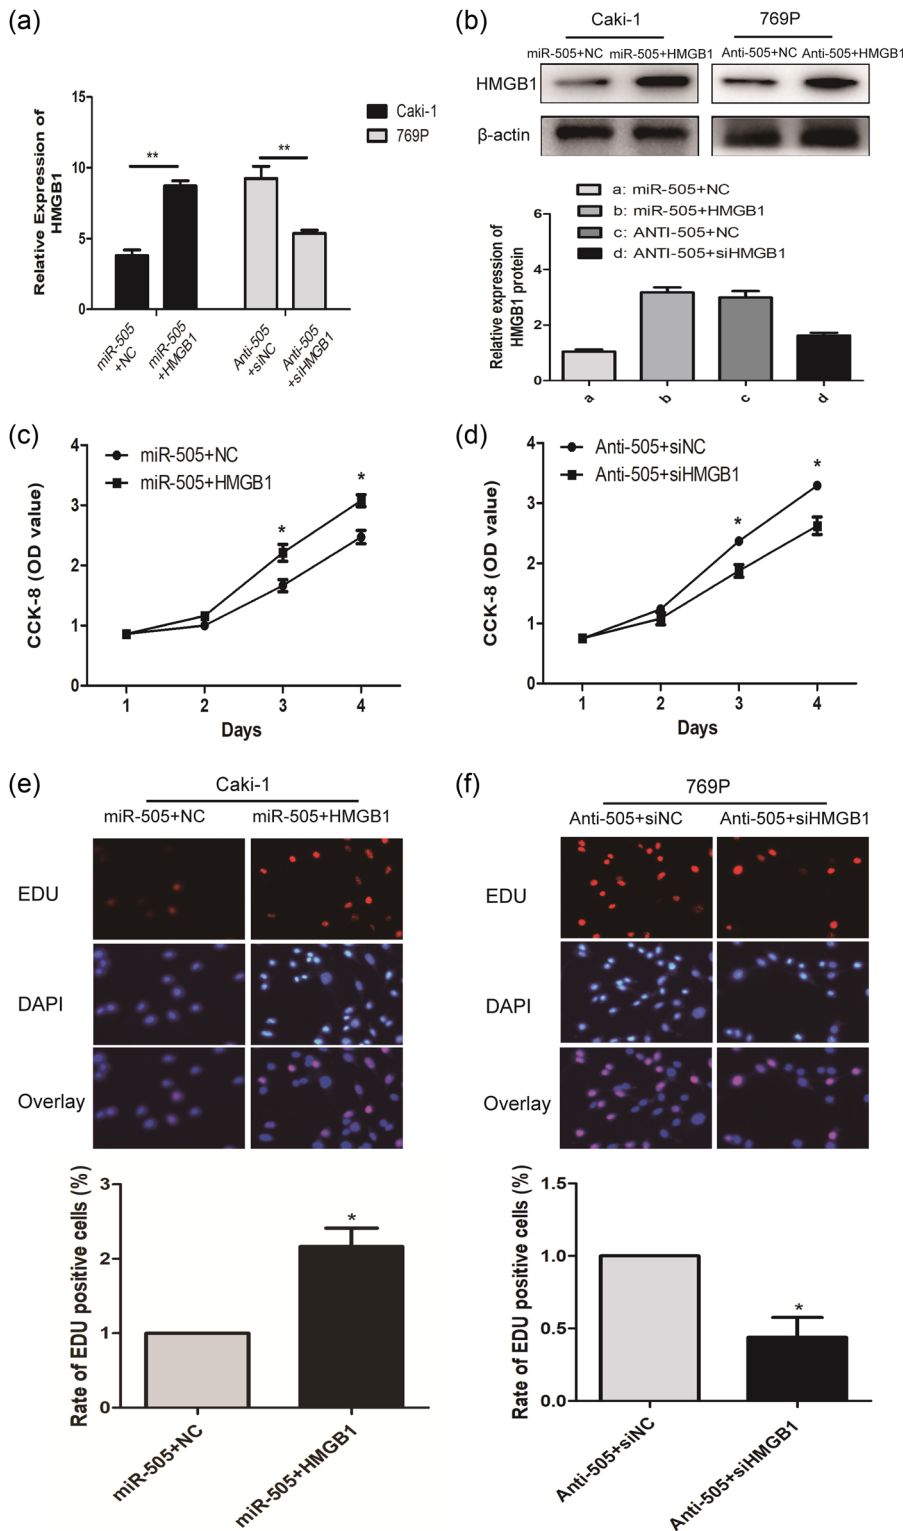 (a)
Relative Expression of
HMGB1
15
10
5
0
Caki-1
769P
**
**
miR-505
+NC
miR-505
+HMGB1
Anti-505
+siNC
Anti-505
+siHMGB1
(b)
Caki-1
769P
miR-505+NC
miR-505+HMGB1
Anti-505+NC
Anti-505+HMGB1
HMGB1
β-actin
a: miR-505+NC
b: miR-505+HMGB1
c: ANTI-505+NC
d: ANTI-505+siHMGB1
Relative expression of
HMGB1 protein
6
4
2
0
a
b
c
d
(c)
CCK-8 (OD value)
4
3
2
1
0
miR-505+NC
miR-505+HMGB1
*
*
1
2
3
4
Days
(d)
CCK-8 (OD value)
4
3
2
1
0
Anti-505+siNC
Anti-505+siHMGB1
*
*
1
2
3
4
Days
(e)
Caki-1
miR-505+NC
miR-505+HMGB1
EDU
DAPI
Overlay
Rate of EDU positive cells (%)
3
2
1
0
*
miR-505+NC
miR-505+HMGB1
(f)
769P
Anti-505+siNC
Anti-505+siHMGB1
EDU
DAPI
Overlay
Rate of EDU positive cells (%)
1.5
1.0
0.5
0.0
*
Anti-505+siNC
Anti-505+siHMGB1